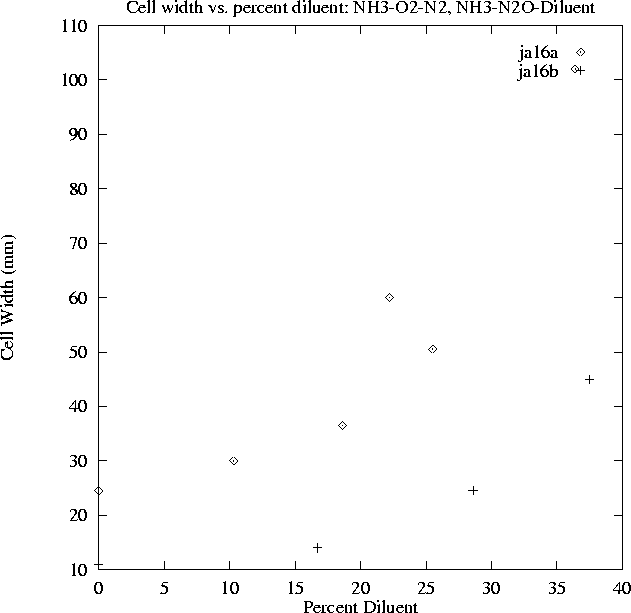 Cell width vs. percent diluent: NH3-O2-N2, NH3-N2O-Diluent
110
ja16a
ja16b
100
90
80
70
Cell Width (mm)
60
50
40
30
20
10
0 5 10 15 20 25 30 35 40
Percent Diluent